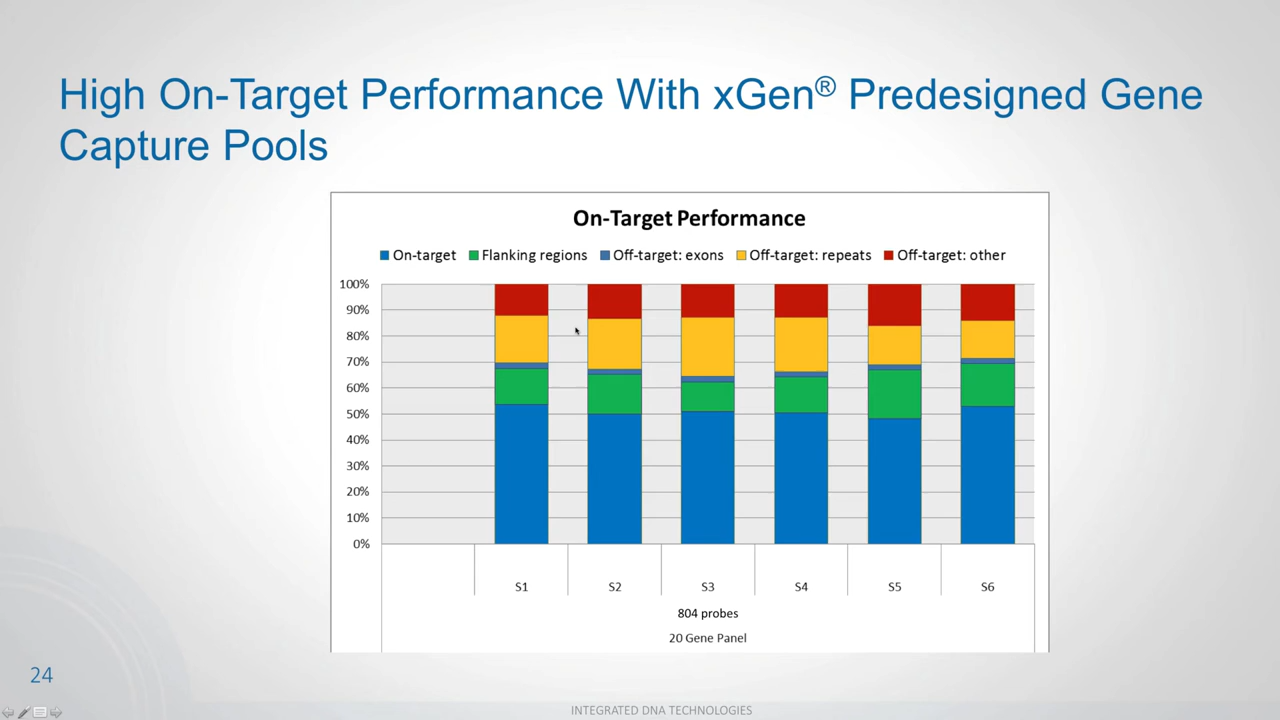 High On-Target Performance With xGen® Predesigned Gene
Capture Pools
On-Target Performance
On-target Flanking regions Off-target: exons Off-target: repeats Off-target: other
100%
90%
80%
70%
60%
50%
40%
30%
20%
10%
0%
S1 S2 S3 S4 S5 S6
804 probes
20 Gene Panel
24
INTEGRATED DNA TECHNOLOGIES